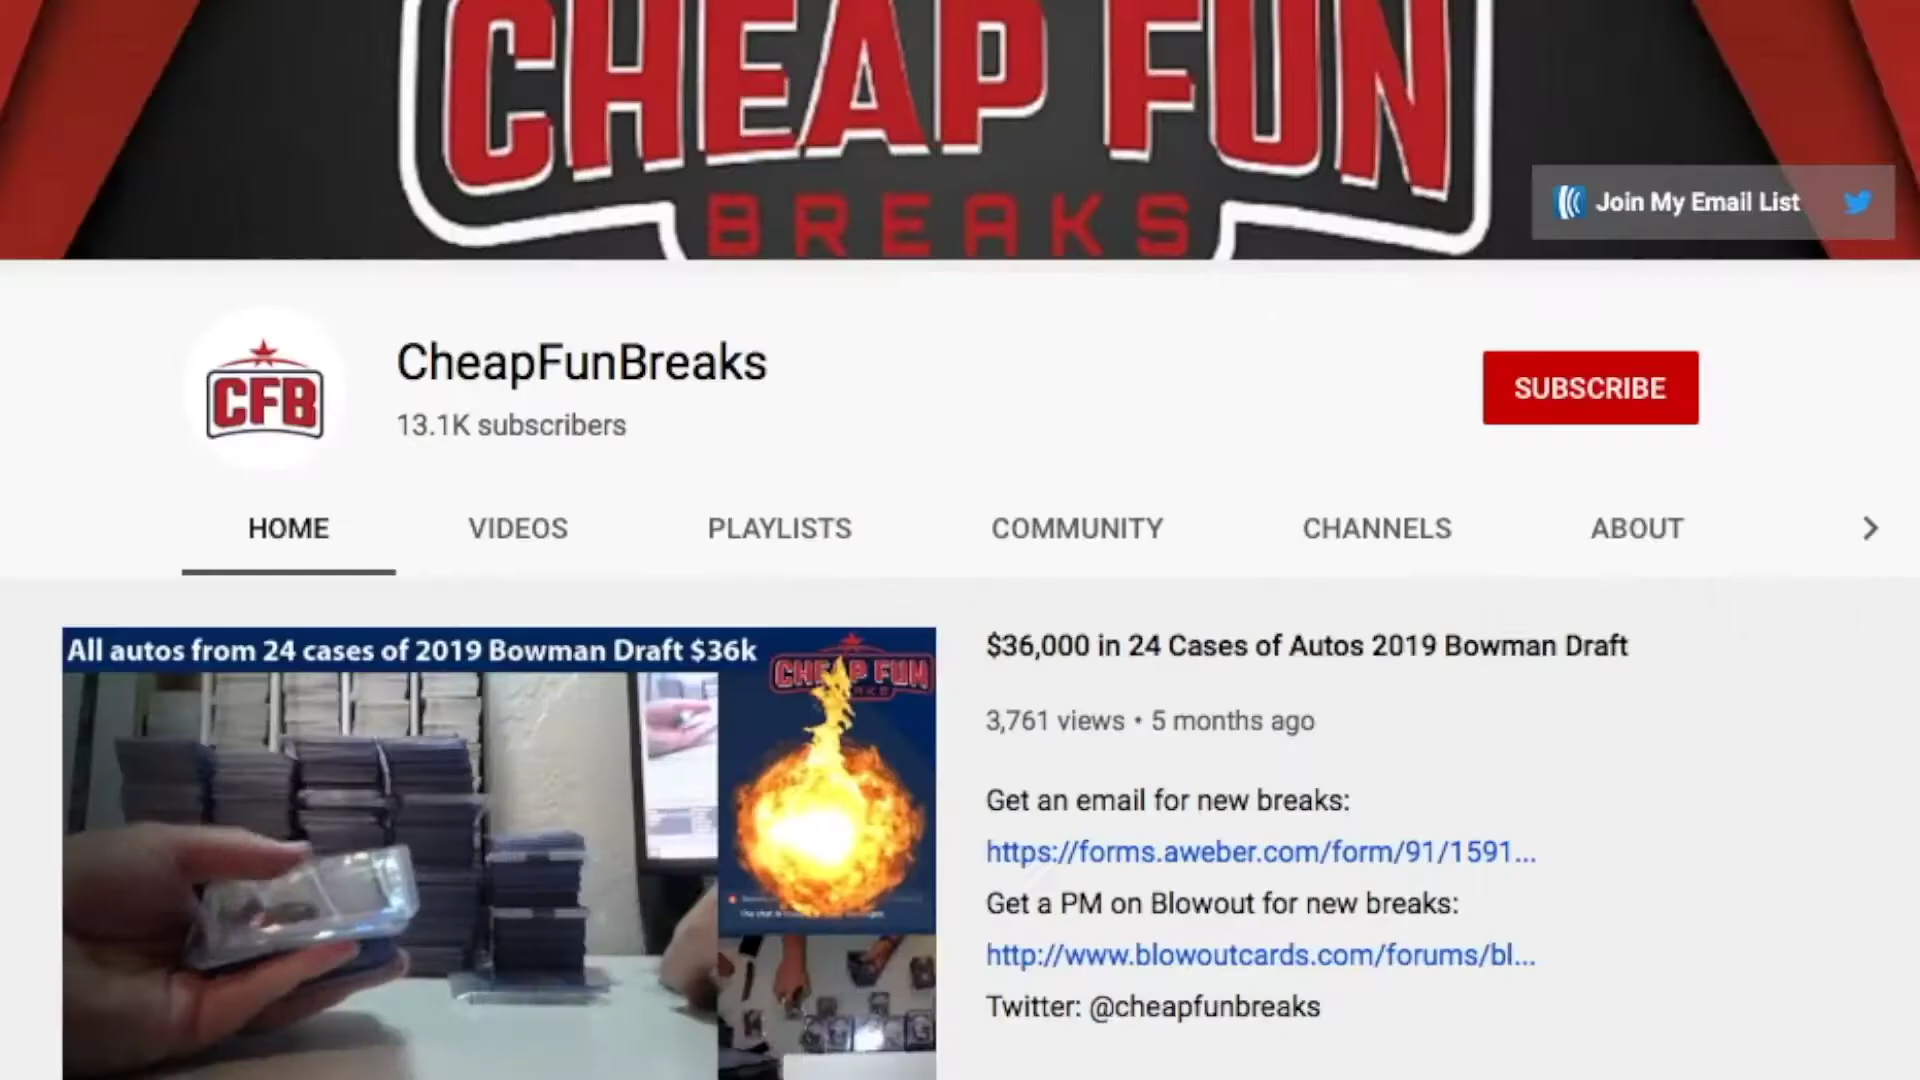 CHEAP FUN
BREAKS
Join My Email List
CFB
CheapFunBreaks
13.1K subscribers
SUBSCRIBE
HOME
VIDEOS
PLAYLISTS
COMMUNITY
CHANNELS
ABOUT
All autos from 24 cases of 2019 Bowman Draft $36k
CHEAP FUN
$36,000 in 24 Cases of Autos 2019 Bowman Draft
3,761 views • 5 months ago
Get an email for new breaks:
https://forms.aweber.com/form/91/1591...
Get a PM on Blowout for new breaks:
http://www.blowoutcards.com/forums/bl...
Twitter: @cheapfunbreaks